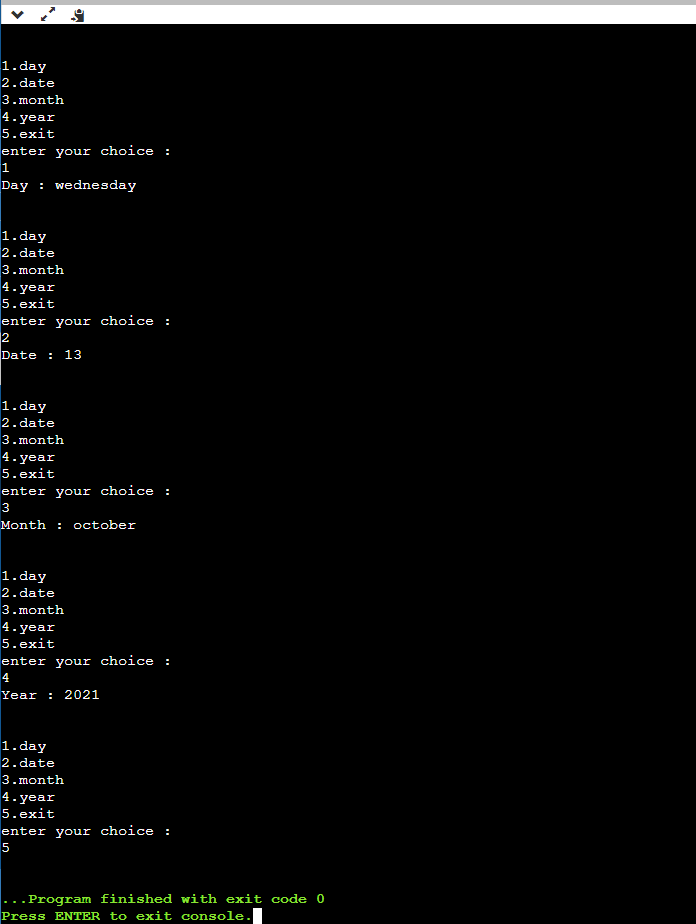 1.day
2.date
3.month
4.year
5.exit
enter your choice :
1
Day : wednesday
1.day
2.date
3.month
4.year
5.exit
enter your choice :
2
Date : 13
1.day
2.date
3.month
4.year
5.exit
enter your choice :
3
Month : october
1.day
2.date
3.month
4.year
5.exit
enter your choice :
4
Year : 2021
1.day
2.date
3.month
4.year
5.exit
enter your choice :
5
...Program finished with exit code 0
Press ENTER to exit console.